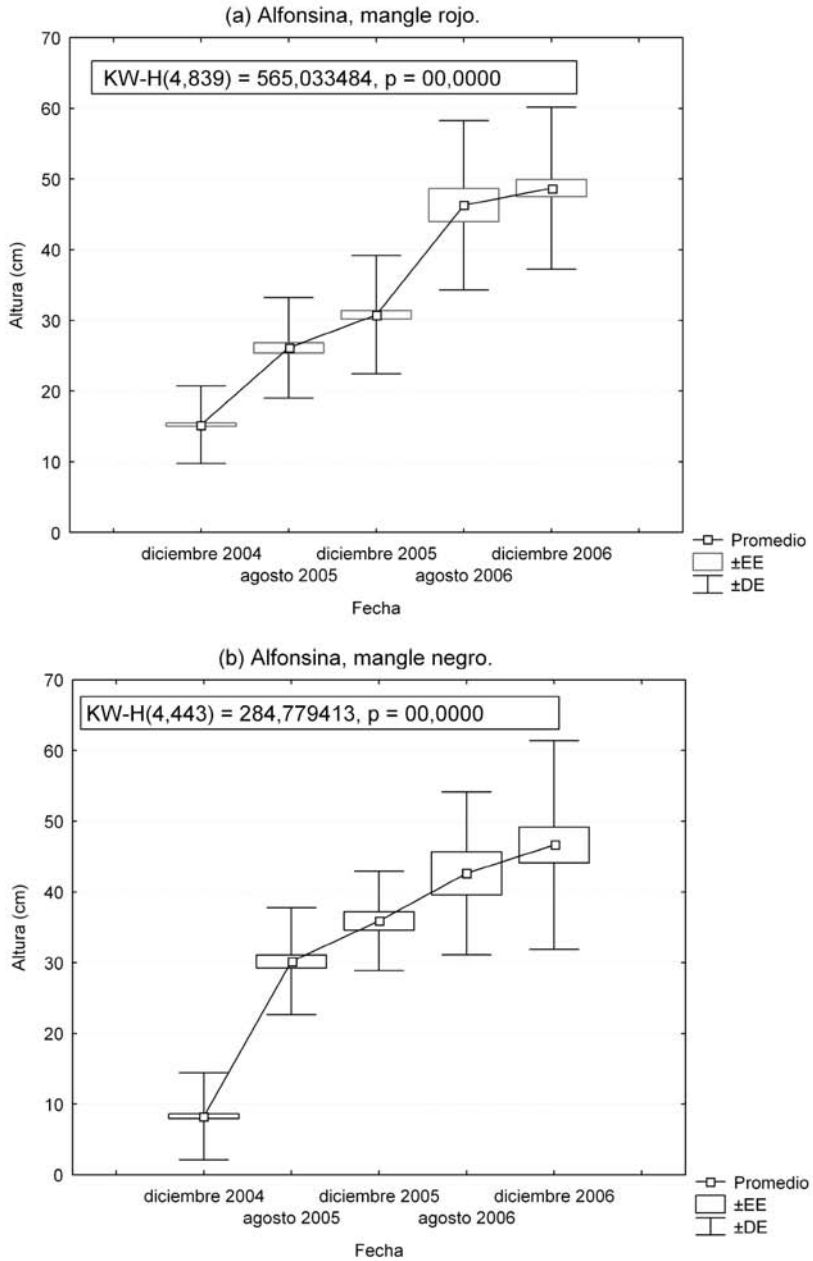 (a) Alfonsina, mangle rojo.
KW-H(4,839) = 565,033484, p = 00,0000
70
60
50
40
30
20
10
0
Altura (cm)
diciembre 2004
agosto 2005
diciembre 2005
agosto 2006
diciembre 2006
Fecha
Promedio
±EE
±DE
(b) Alfonsina, mangle negro.
KW-H(4,443) = 284,779413, p = 00,0000
70
60
50
40
30
20
10
0
Altura (cm)
diciembre 2004
agosto 2005
diciembre 2005
agosto 2006
diciembre 2006
Fecha
Promedio
±EE
±DE